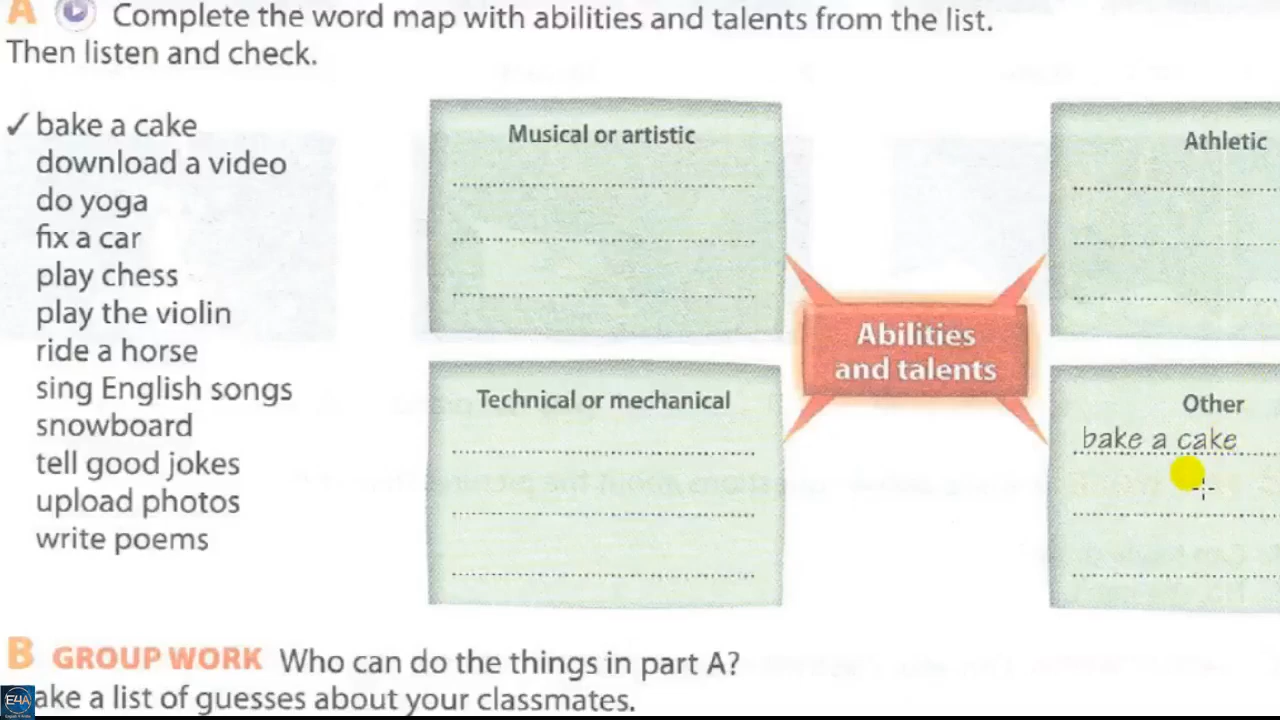 A Complete the word map with abilities and talents from the list.
Then listen and check.
✓ bake a cake
download a video
do yoga
fix a car
play chess
play the violin
ride a horse
sing English songs
snowboard
tell good jokes
upload photos
write poems
Musical or artistic
Athletic
Abilities
and talents
Technical or mechanical
Other
bake a cake
B GROUP WORK Who can do the things in part A?
ake a list of guesses about your classmates.
E4A